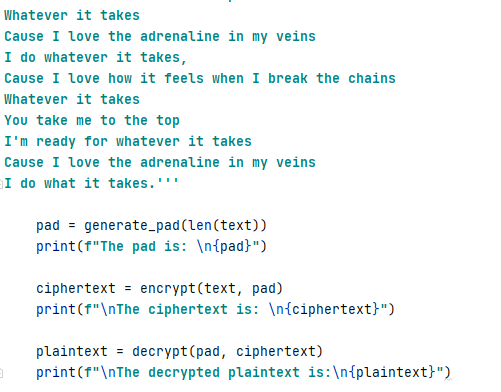 Whatever it takes
Cause I love the adrenaline in my veins
I do whatever it takes,
Cause I love how it feels when I break the chains
Whatever it takes
You take me to the top
I'm ready for whatever it takes
Cause I love the adrenaline in my veins
I do what it takes.'''
pad = generate_pad(len(text))
print(f"The pad is: \n{pad}")
ciphertext = encrypt(text, pad)
print(f"\nThe ciphertext is: \n{ciphertext}")
plaintext = decrypt(pad, ciphertext)
print(f"\nThe decrypted plaintext is:\n{plaintext}")